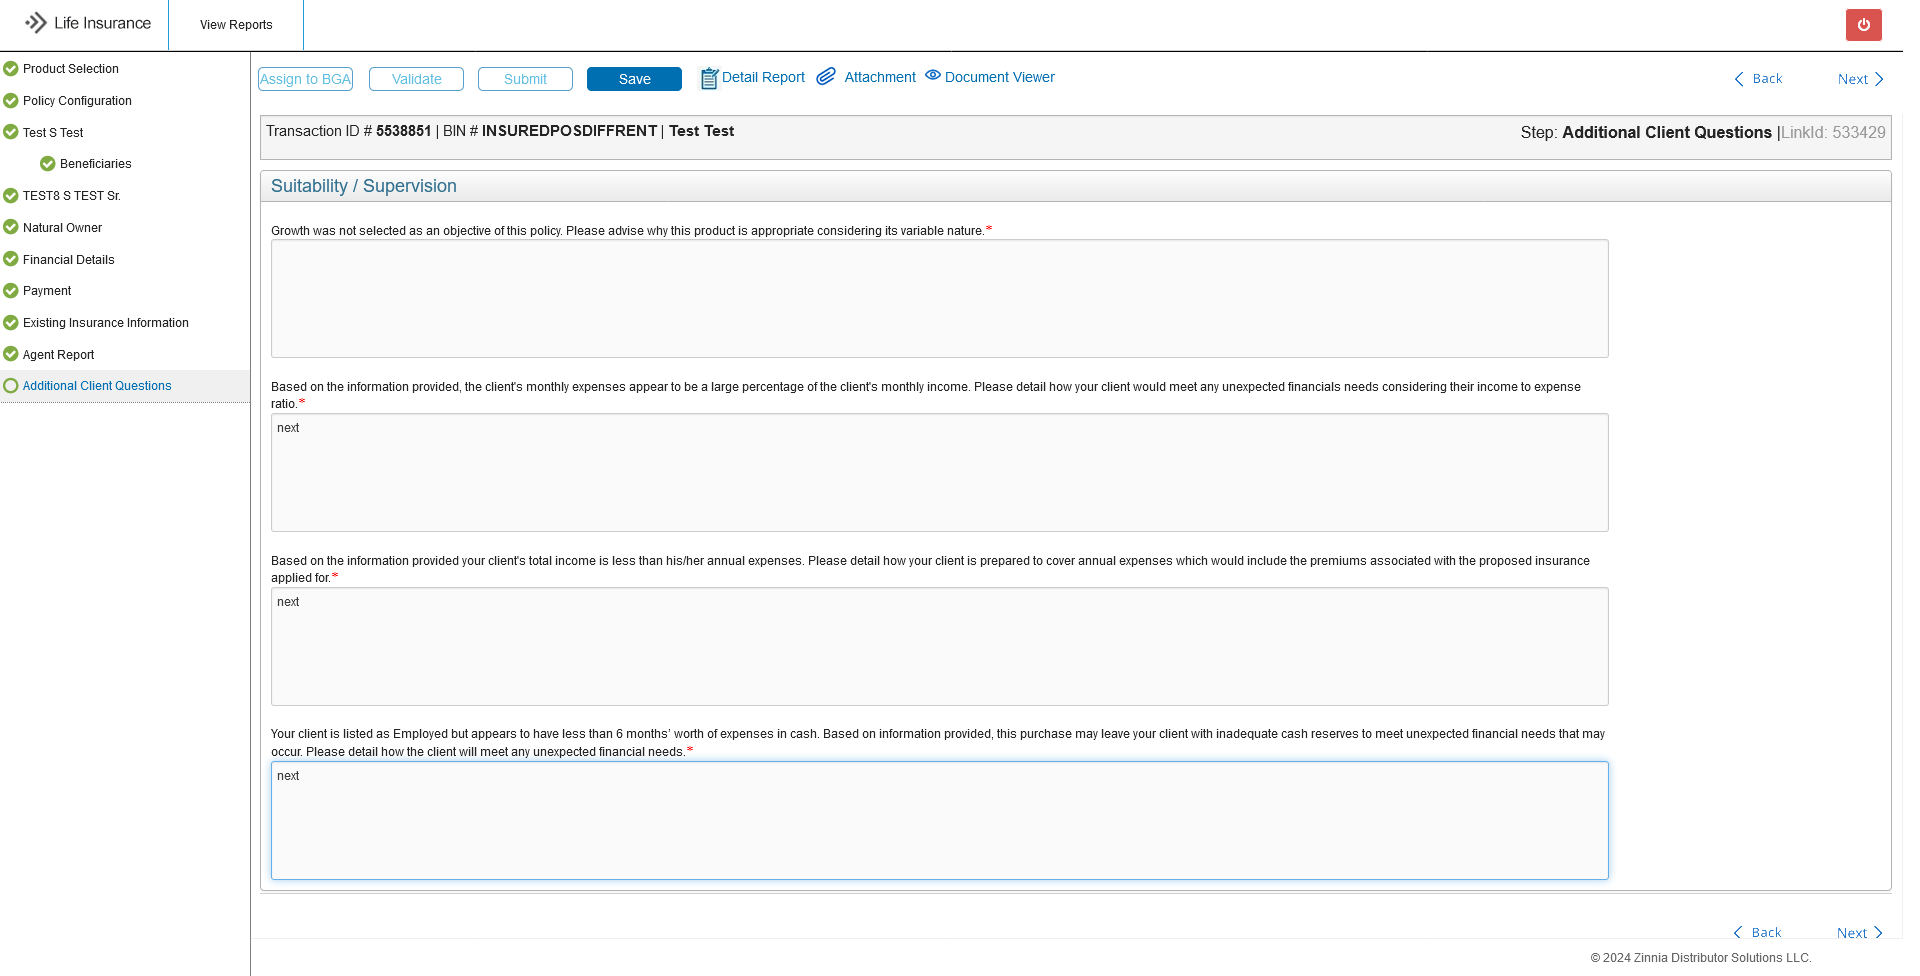 Life Insurance
View Reports
Product Selection
Policy Configuration
Test S Test
Beneficiaries
TEST8 S TEST Sr.
Natural Owner
Financial Details
Payment
Existing Insurance Information
Agent Report
Additional Client Questions
Assign to BGA Validate Submit Save Detail Report Attachment Document Viewer Back Next
Transaction ID # 5538851 | BIN # INSUREDPOSDIFFRENT | Test Test
Step: Additional Client Questions |LinkId: 533429
Suitability / Supervision
Growth was not selected as an objective of this policy. Please advise why this product is appropriate considering its variable nature.*
Based on the information provided, the client's monthly expenses appear to be a large percentage of the client's monthly income. Please detail how your client would meet any unexpected financials needs considering their income to expense
ratio.*
next
Based on the information provided your client's total income is less than his/her annual expenses. Please detail how your client is prepared to cover annual expenses which would include the premiums associated with the proposed insurance
applied for.*
next
Your client is listed as Employed but appears to have less than 6 months’ worth of expenses in cash. Based on information provided, this purchase may leave your client with inadequate cash reserves to meet unexpected financial needs that may
occur. Please detail how the client will meet any unexpected financial needs.*
next
Back Next
© 2024 Zinnia Distributor Solutions LLC.